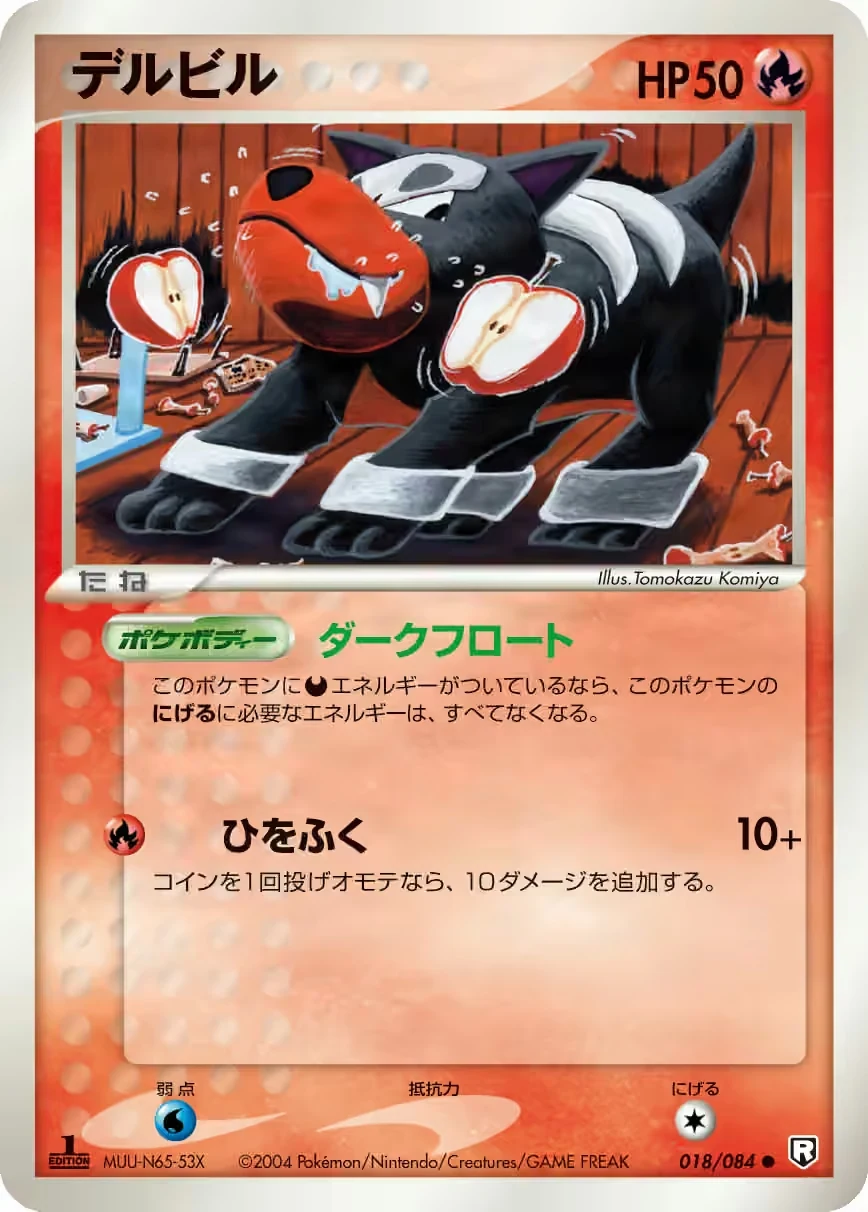 デルビル HP50
たね
Illus.Tomokazu Komiya
ポケボディー ダークフロート
このポケモンにエネルギーがついているなら、このポケモンの
にげるに必要なエネルギーは、すべてなくなる。
ひをふく 10+
コインを1回投げオモテなら、10ダメージを追加する。
弱点 抵抗力 にげる
1 EDITION MUU-N65-53X ©2004 Pokémon/Nintendo/Creatures/GAME FREAK 018/084 ● R